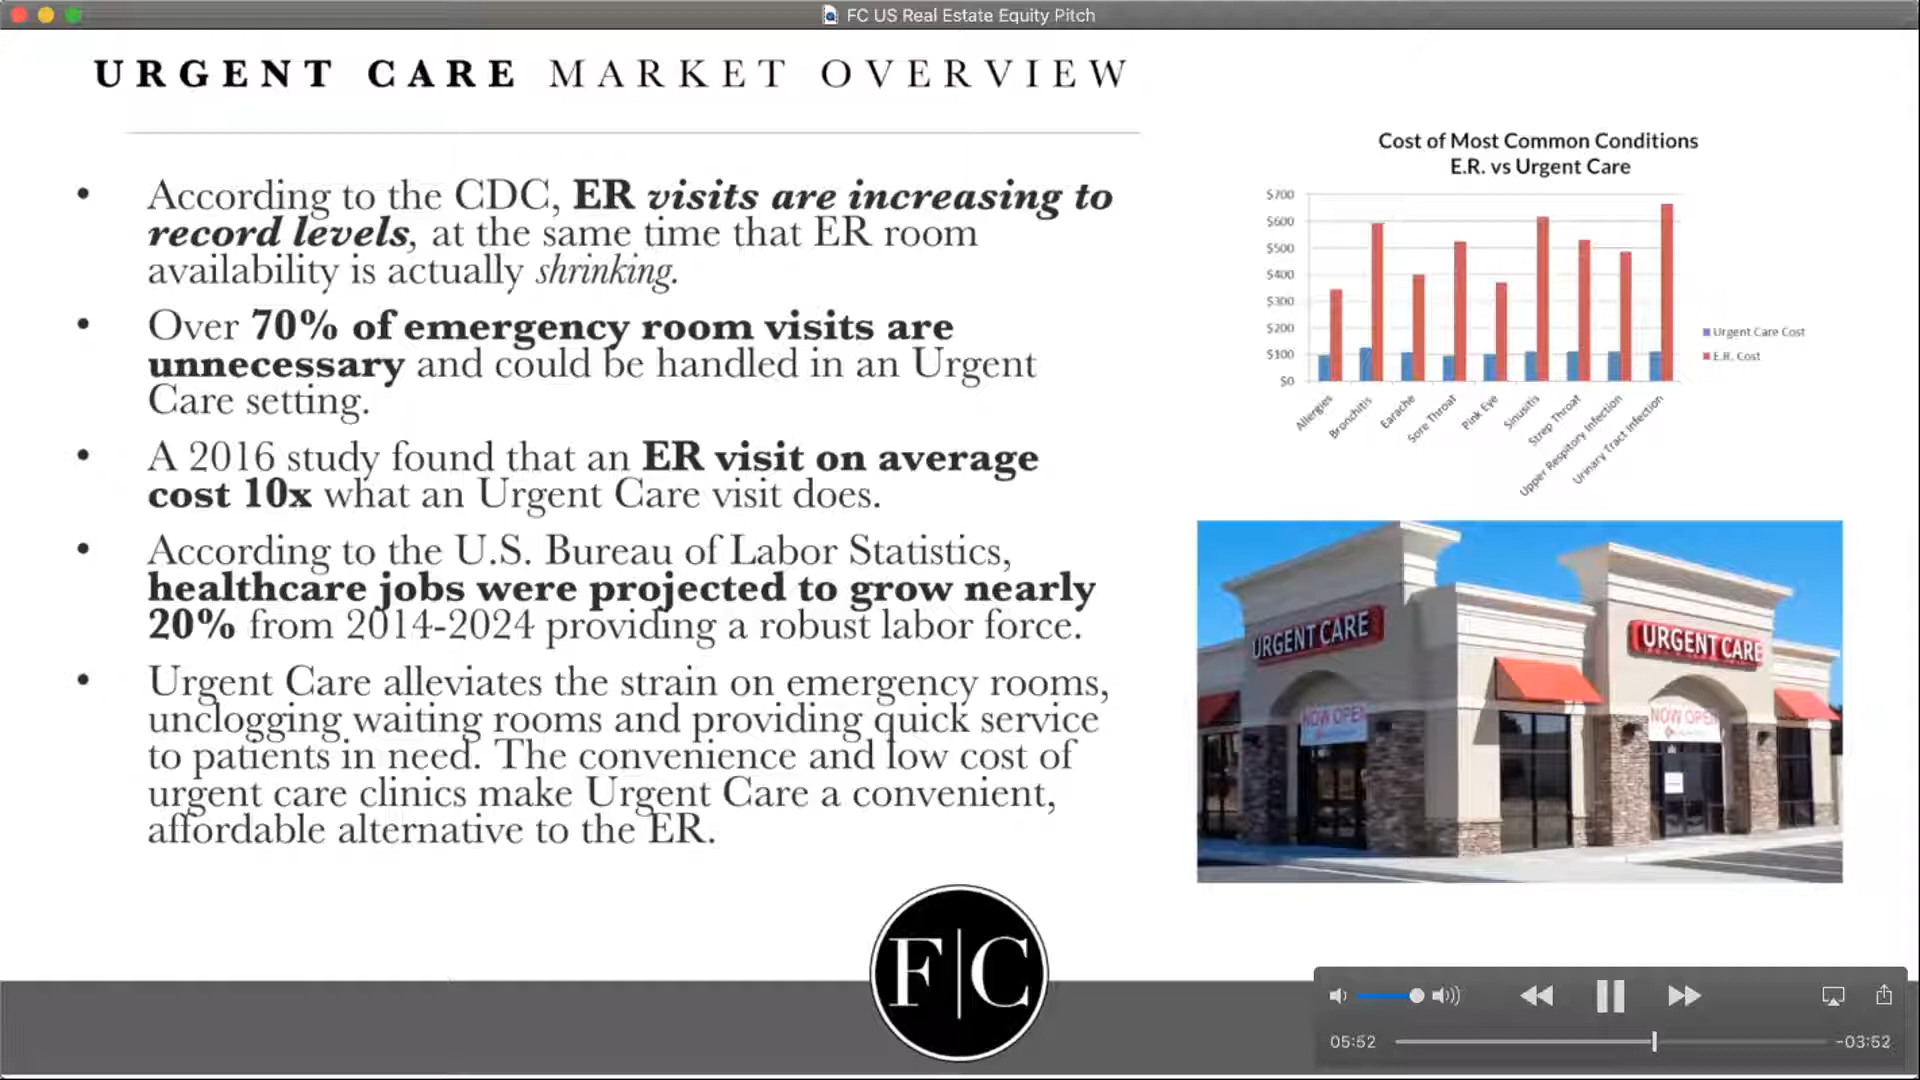 FC US Real Estate Equity Pitch
URGENT CARE MARKET OVERVIEW
• According to the CDC, ER visits are increasing to
record levels, at the same time that ER room
availability is actually shrinking.
• Over 70% of emergency room visits are
unnecessary and could be handled in an Urgent
Care setting.
• A 2016 study found that an ER visit on average
cost 10x what an Urgent Care visit does.
• According to the U.S. Bureau of Labor Statistics,
healthcare jobs were projected to grow nearly
20% from 2014-2024 providing a robust labor force.
• Urgent Care alleviates the strain on emergency rooms,
unclogging waiting rooms and providing quick service
to patients in need. The convenience and low cost of
urgent care clinics make Urgent Care a convenient,
affordable alternative to the ER.
Cost of Most Common Conditions
E.R. vs Urgent Care
$700
$600
$500
$400
$300
$200
$100
$0
Allergies
Bronchitis
Earache
Sore Throat
Pink Eye
Sinusitis
Strep Throat
Upper Respitory Infection
Urinary Tract Infection
Urgent Care Cost
E.R. Cost
URGENT CARE
URGENT CARE
NOW OPEN
NOW OPEN
F|C
05:52
-03:52